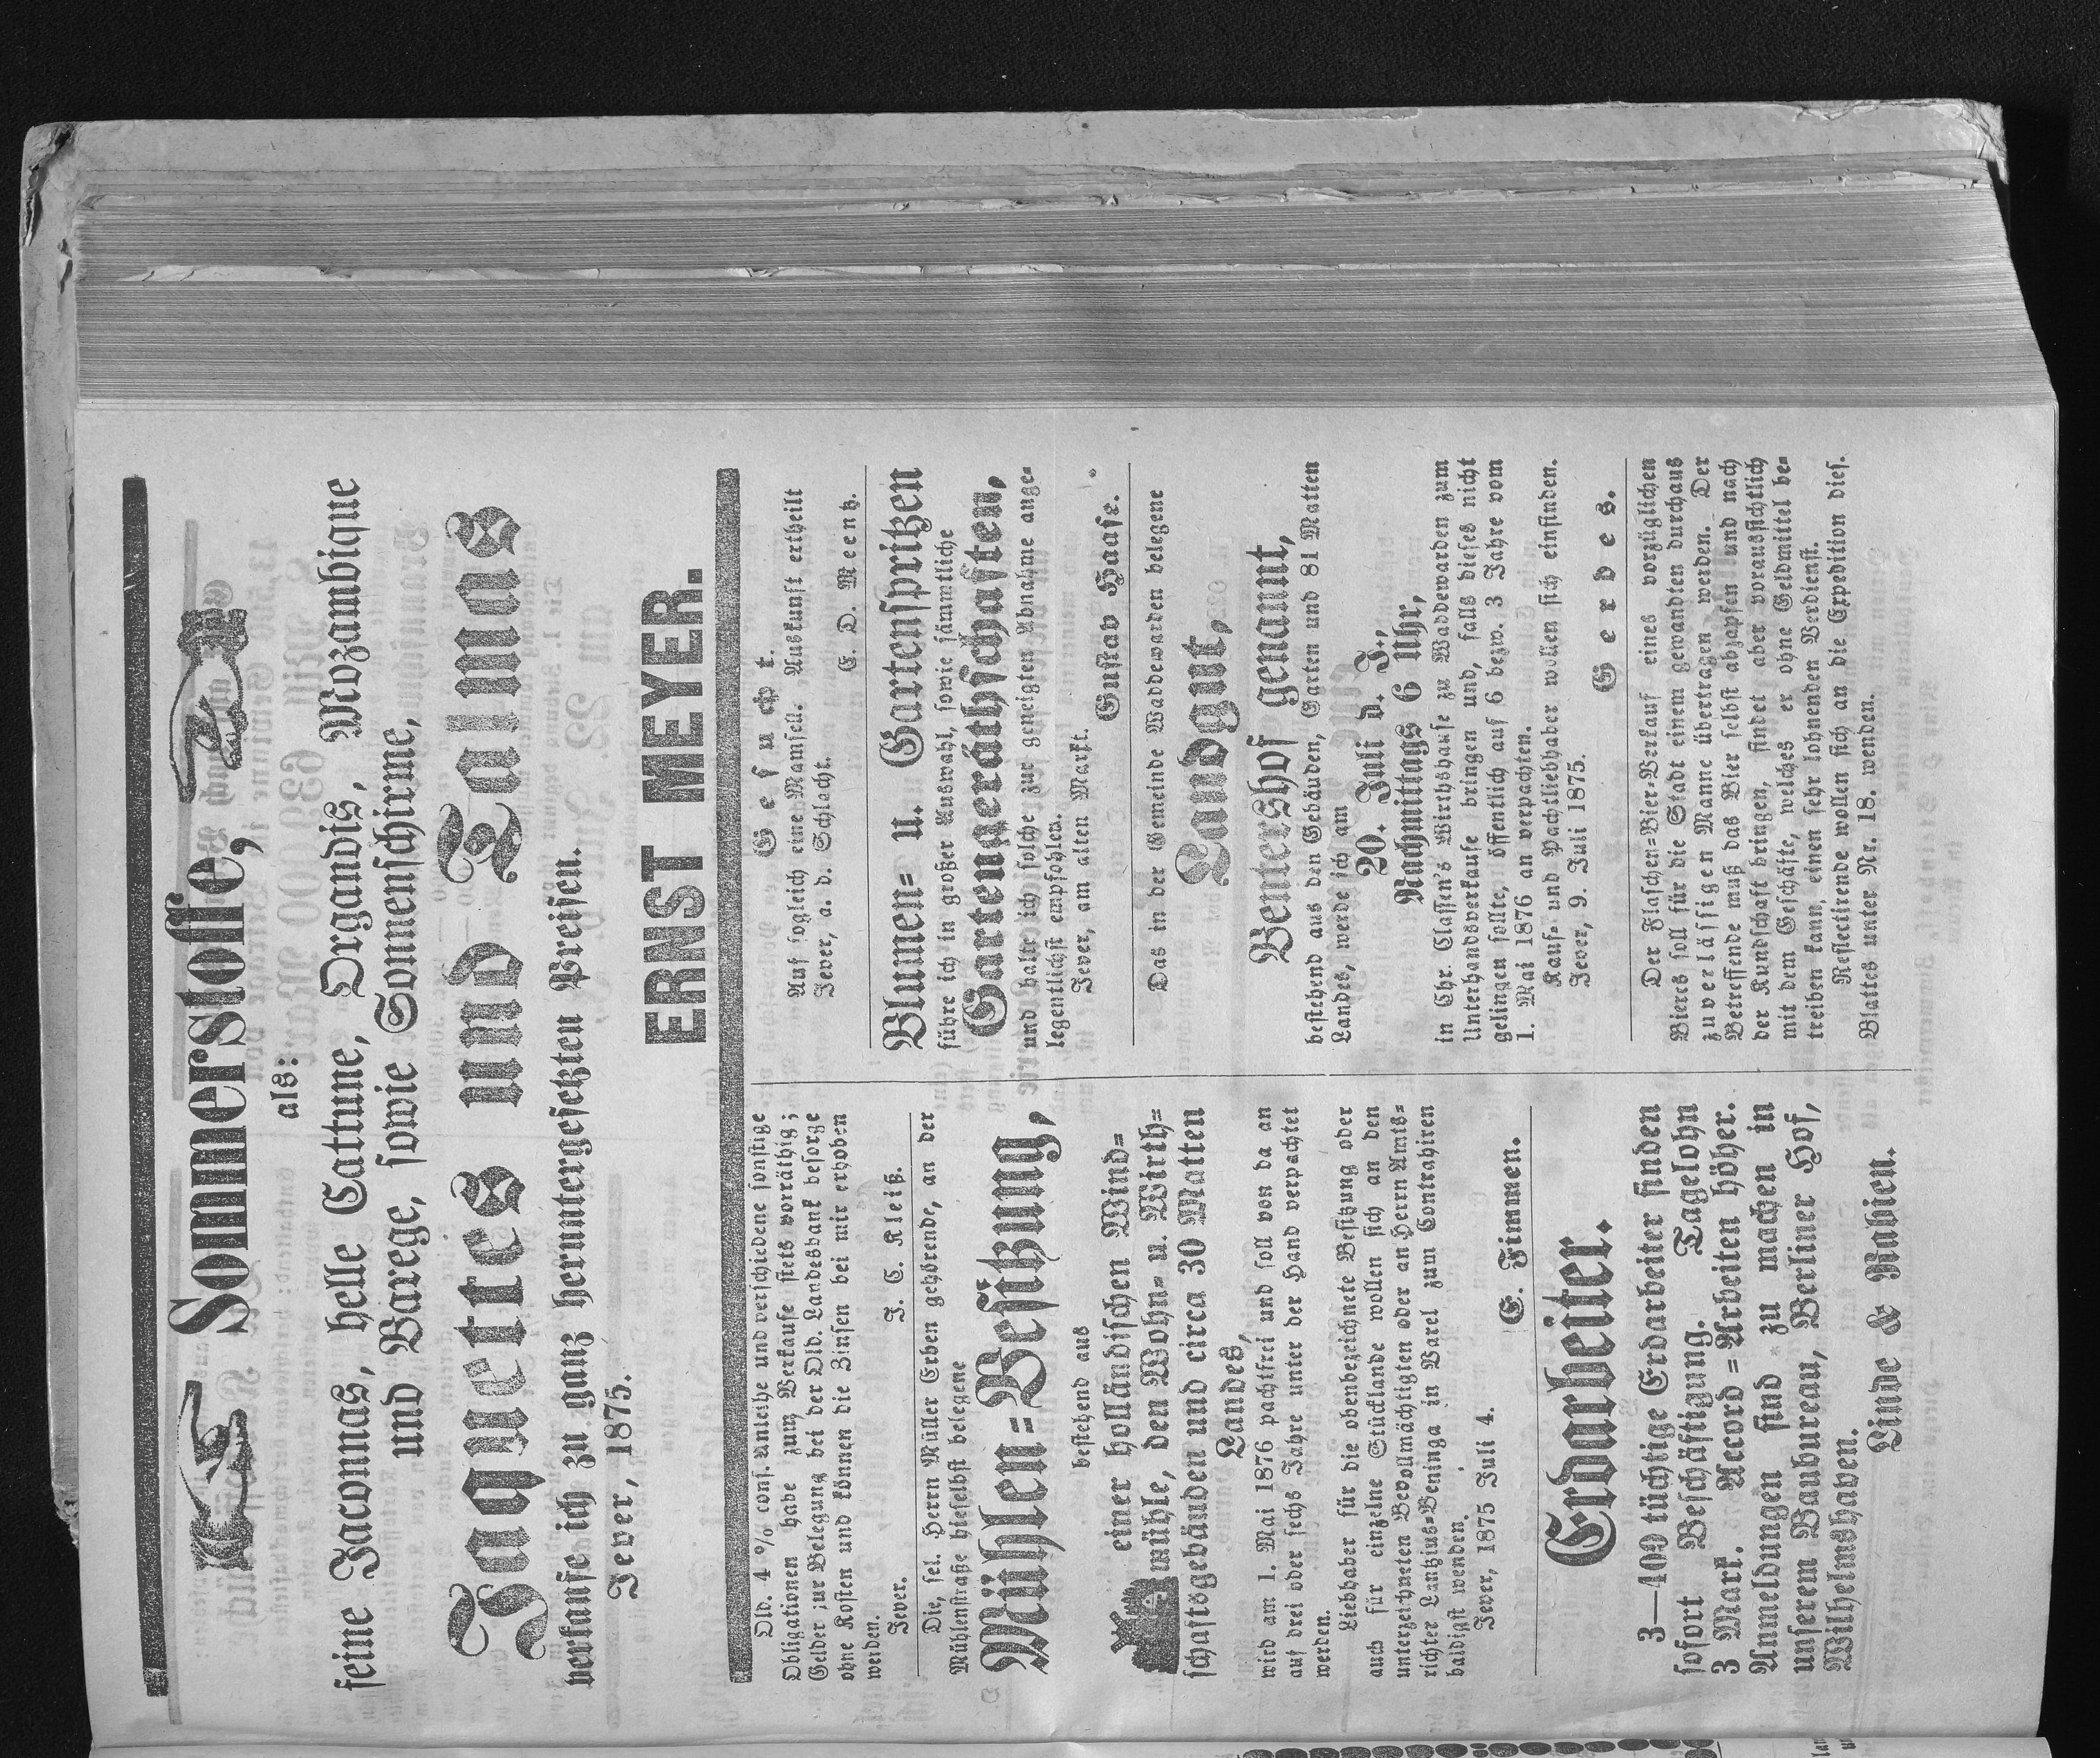 Sommerstoffe,
als:
feine Jaconnas, helle Cattune, Organdis, Mozambique
und Barege, sowie Sonnenschirme,
Jaquettes und Talmas
verkaufe ich zu ganz heruntergesetzten Preisen.
Jever, 1875.
ERNST MEYER.
Old. 4 % cons. Anleihe und verschiedene sonstige
Obligationen habe zum Verkaufe stets vorräthig;
Gelder zur Belegung bei der Old. Landesbank besorge
ohne Kosten und können die Zinsen bei mir erhoben
werden.
Jever. J. C. Kleiß.
Die, sel. Herrn Müller Erben gehörende, an der
Mühlenstraße hieselbst belegene
Mühlen=Besitzung,
bestehend aus
einer holländischen Wind=
mühle, den Wohn= u. Wirth=
schaftsgebänden und circa 30 Matten
Landes,
wird am 1. Mai 1876 pachtfrei und soll von da an
auf drei oder sechs Jahre unter der Hand verpachtet
werden.
Liebhaber für die obenbezeichnete Besitzung oder
auch für einzelne Stücklande wollen sich an den
unterzeichneten Bevollmächtigten oder an Herrn Amts=
richter Lantzius=Beninga in Varel zum Contrahiren
baldigst wenden.
Jever, 1875 Juli 4.
E. Fimmen.
Erdarbeiter.
3—400 tüchtige Erdarbeiter finden
sofort Beschäftigung. Tagelohn
3 Mark. Accord=Arbeiten höher.
Anmeldungen sind zu machen in
unserem Baubureau, Berliner Hof,
Wilhelmshaven.
Linde & Rabien.
Gesucht.
Auf sogleich eine Mamsell. Auskunft ertheilt
Jever, a. d. Schlacht.
E. D. Meentz.
Blumen= u. Gartenspritzen
führe ich in großer Auswahl, sowie sämmtliche
Gartengeräthschaften,
und halte ich solche zur geneigten Abnahme ange=
legentlichst empfohlen.
Jever, am alten Markt.
Gustav Haase.
Das in der Gemeinde Waddewarden belegene
Landgut,
Bentershof genannt,
bestehend aus den Gebäuden, Garten und 81 Matten
Landes, werde ich am
20. Juli d. J.,
Nachmittags 6 Uhr,
in Chr. Classen's Wirthshause zu Waddewarden zum
Unterhandsverkaufe bringen und, falls dieses nicht
gelingen sollte, öffentlich auf 6 bezw. 3 Jahre vom
1. Mai 1876 an verpachten.
Kauf= und Pachtliebhaber wollen sich einfinden.
Jever, 9. Juli 1875.
Gerdes.
Der Flaschen=Bier=Verkauf eines vorzüglichen
Bieres soll für die Stadt einem gewandten durchaus
zuverlässigen Manne übertragen werden. Der
Betreffende muß das Bier selbst abzapfen und nach
der Kundschaft bringen, findet aber voraussichtlich
mit dem Geschäfte, welches er ohne Geldmittel be=
treiben kann, einen sehr lohnenden Verdienst.
Reflectirende wollen sich an die Expedition dies.
Blattes unter Nr. 18. wenden.